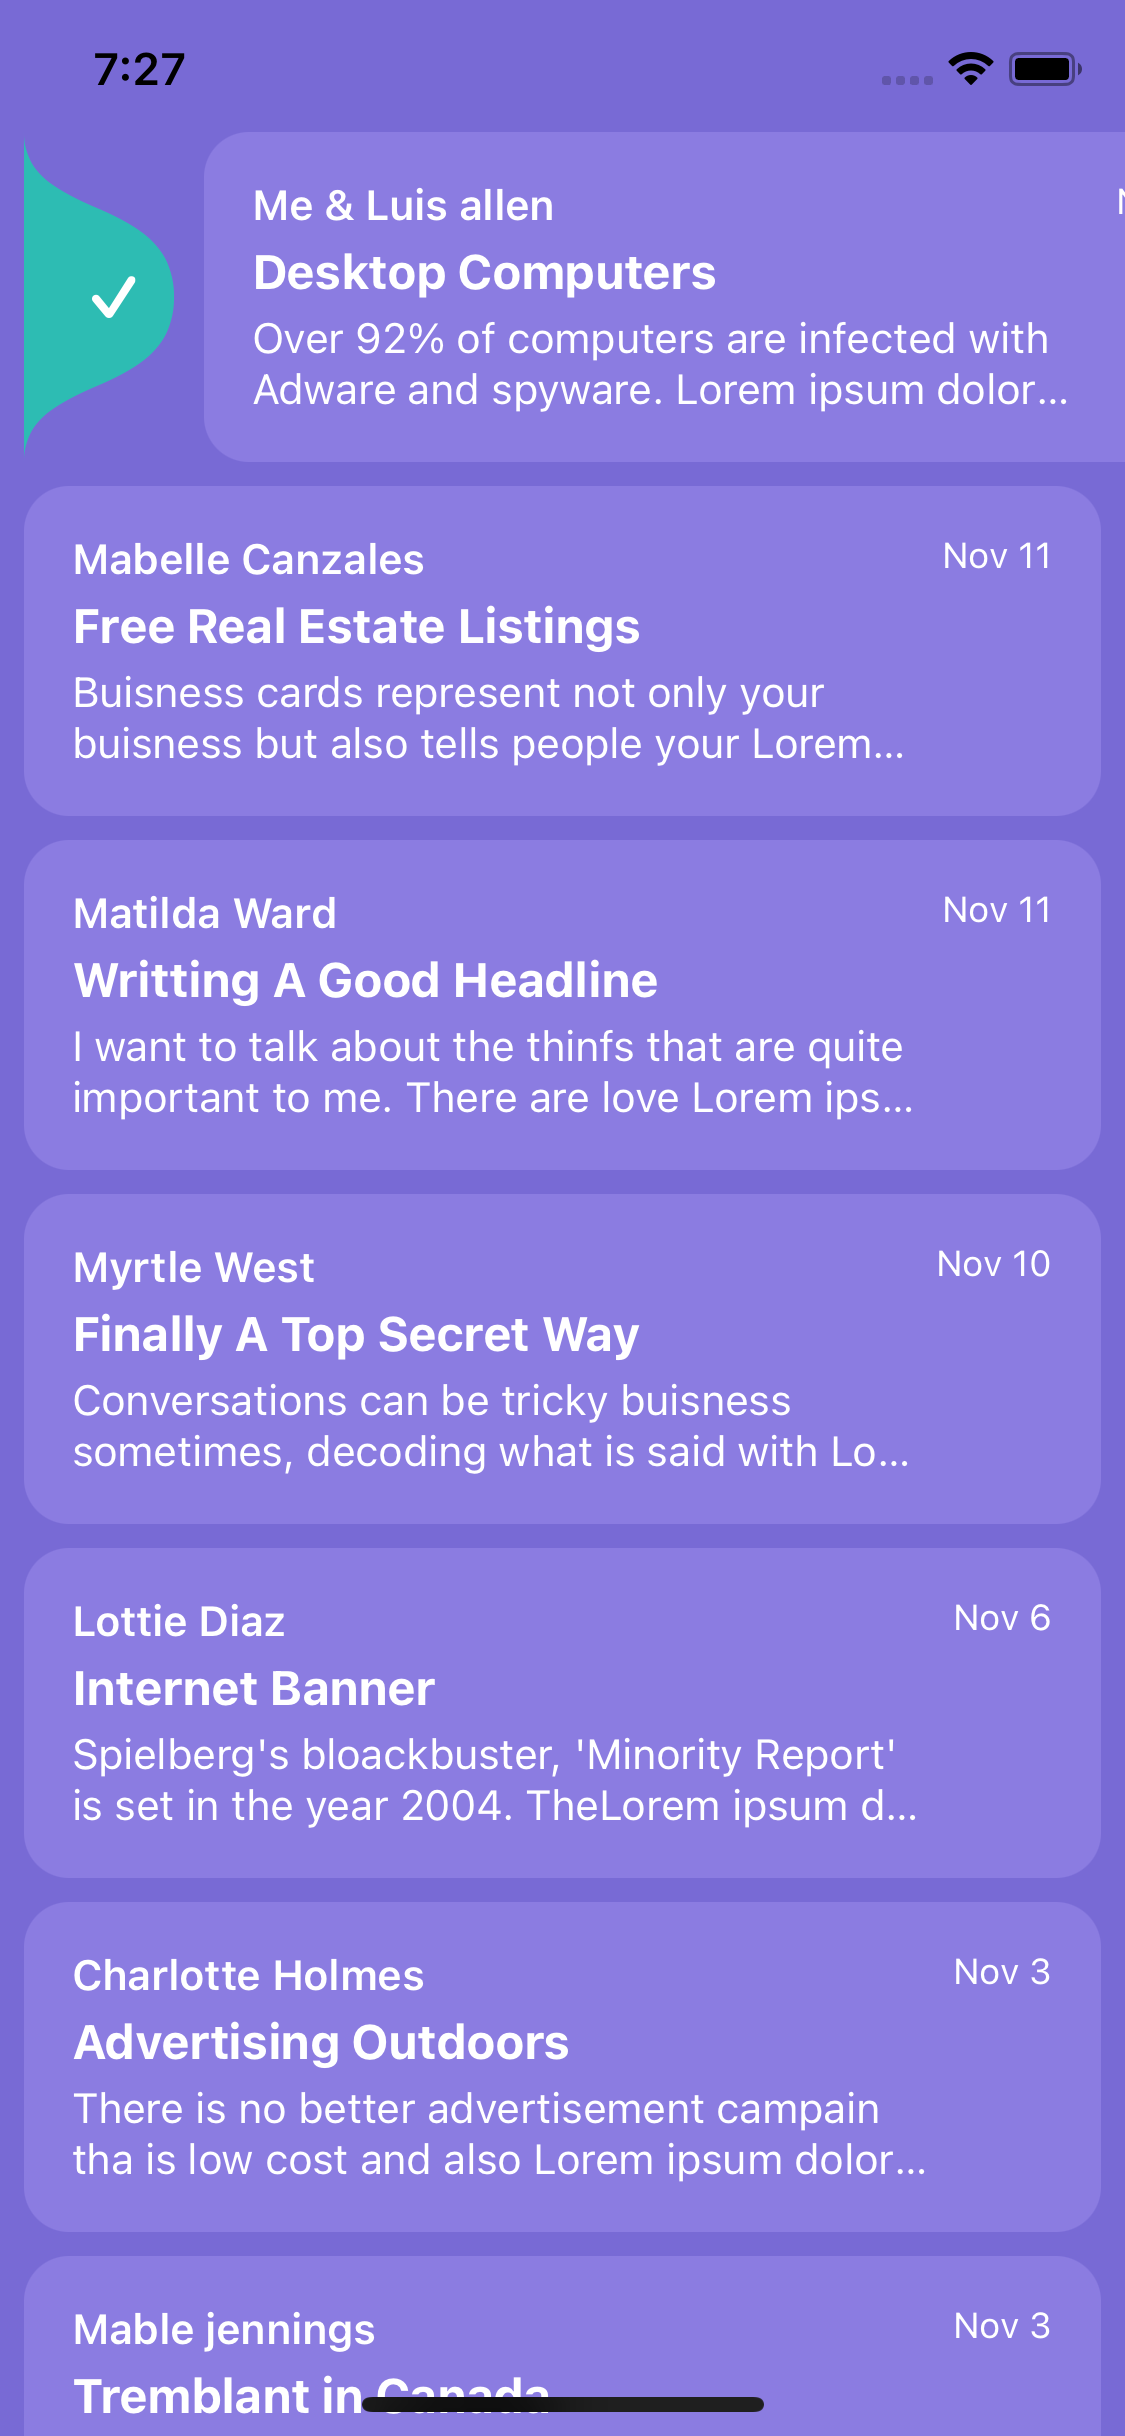 7:27
Me & Luis allen
Desktop Computers
Over 92% of computers are infected with
Adware and spyware. Lorem ipsum dolor...
Mabelle Canzales
Nov 11
Free Real Estate Listings
Buisness cards represent not only your
buisness but also tells people your Lorem...
Matilda Ward
Nov 11
Writting A Good Headline
I want to talk about the thinfs that are quite
important to me. There are love Lorem ips...
Myrtle West
Nov 10
Finally A Top Secret Way
Conversations can be tricky buisness
sometimes, decoding what is said with Lo...
Lottie Diaz
Nov 6
Internet Banner
Spielberg's bloackbuster, 'Minority Report'
is set in the year 2004. TheLorem ipsum d...
Charlotte Holmes
Nov 3
Advertising Outdoors
There is no better advertisement campain
tha is low cost and also Lorem ipsum dolor...
Mable jennings
Nov 3
Tremblant in Canada